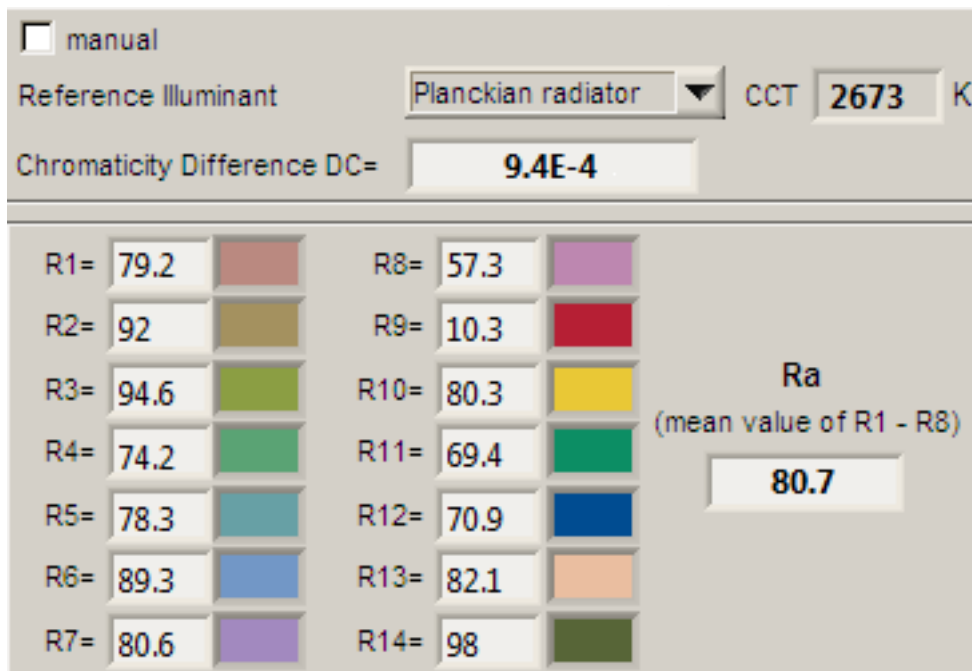 manual
Reference Illuminant Planckian radiator CCT 2673 K
Chromaticity Difference DC= 9.4E-4
R1= 79.2 R8= 57.3
R2= 92 R9= 10.3
R3= 94.6 R10= 80.3
R4= 74.2 R11= 69.4
R5= 78.3 R12= 70.9
R6= 89.3 R13= 82.1
R7= 80.6 R14= 98
Ra
(mean value of R1 - R8)
80.7